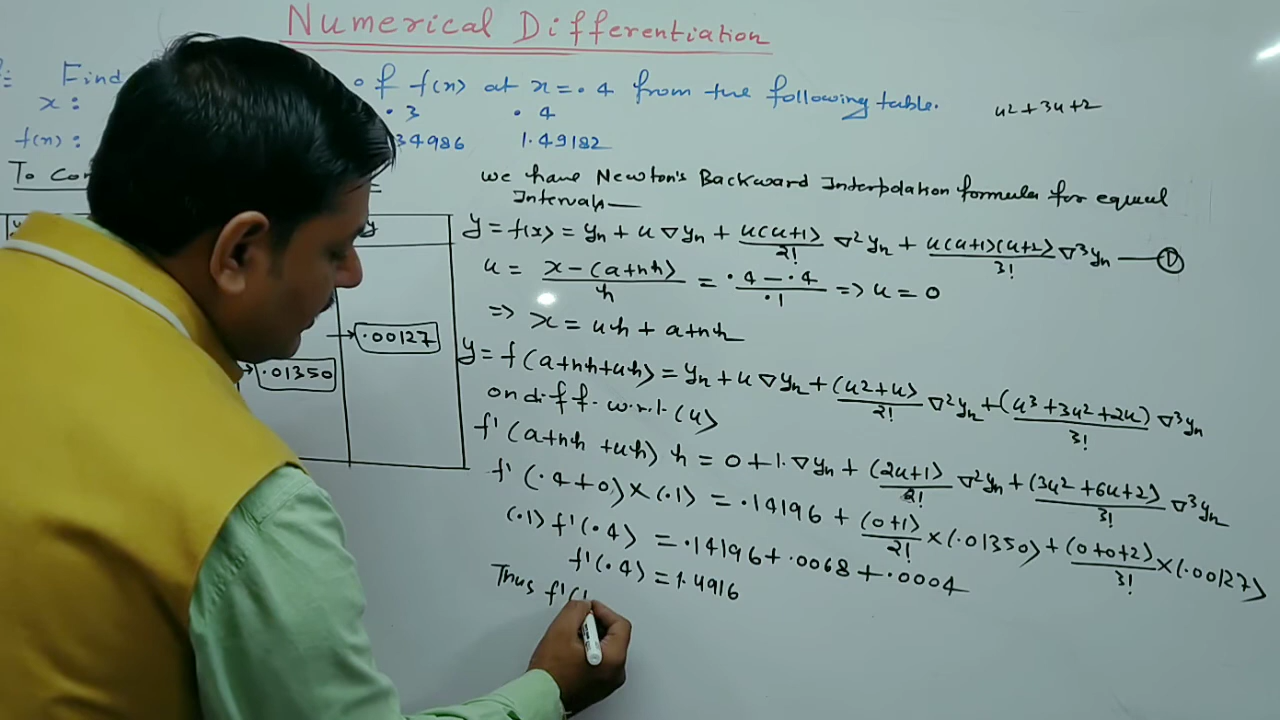 Numerical Differentiation
Find of f(x) at x = .4 from the following table.
x: .3 .4
f(x): 34986 1.49182
u²+3u+2
To Con
we have Newton's Backward Interpolation formula for equal
Intervals—
y = f(x) = yₙ + u ∇yₙ + u(u+1)/2! ∇²yₙ + u(u+1)(u+2)/3! ∇³yₙ —①
u = x-(a+nh)/h = .4-.4/.1 => u = 0
=> x = uh + a+nh
y = f(a+nh+uh) = yₙ + u ∇yₙ + (u²+u)/2! ∇²yₙ + (u³+3u²+2u)/3! ∇³yₙ
on diff. w.r.t. (u)
f'(a+nh+uh) h = 0+1.∇yₙ + (2u+1)/2! ∇²yₙ + (3u²+6u+2)/3! ∇³yₙ
f'(.4+0)×(.1) = .14196 + (0+1)/2! ×(.01350) + (0+0+2)/3! ×(.00127)
(.1) f'(.4) = .14196+.0068+.0004
f'(.4) = 1.4916
Thus f'(
y
.00127
.01350